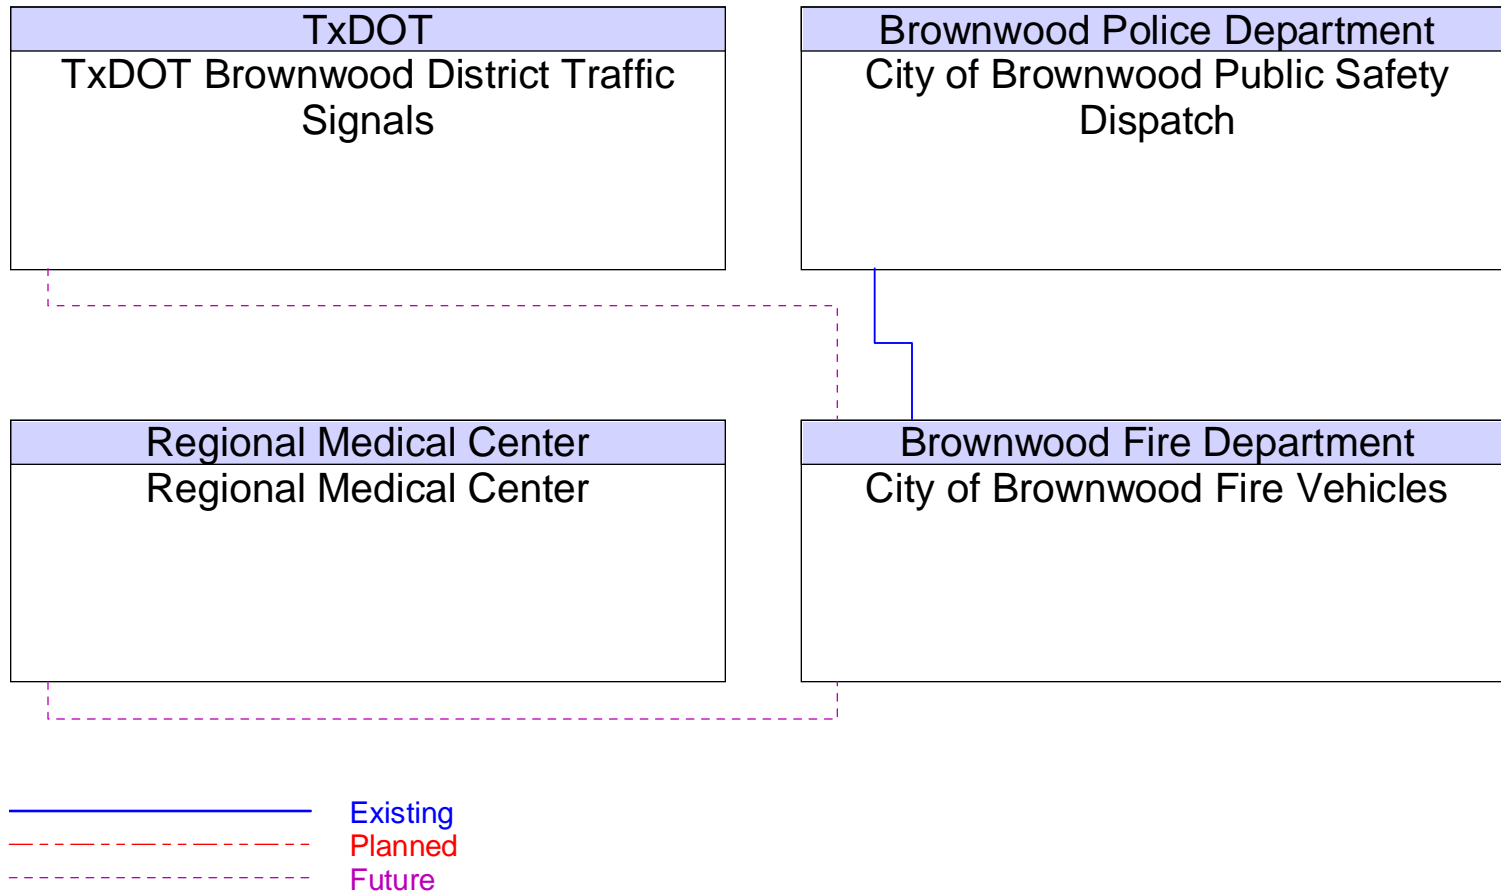 TxDOT
TxDOT Brownwood District Traffic
Signals
Brownwood Police Department
City of Brownwood Public Safety
Dispatch
Regional Medical Center
Regional Medical Center
Brownwood Fire Department
City of Brownwood Fire Vehicles
Existing
Planned
Future